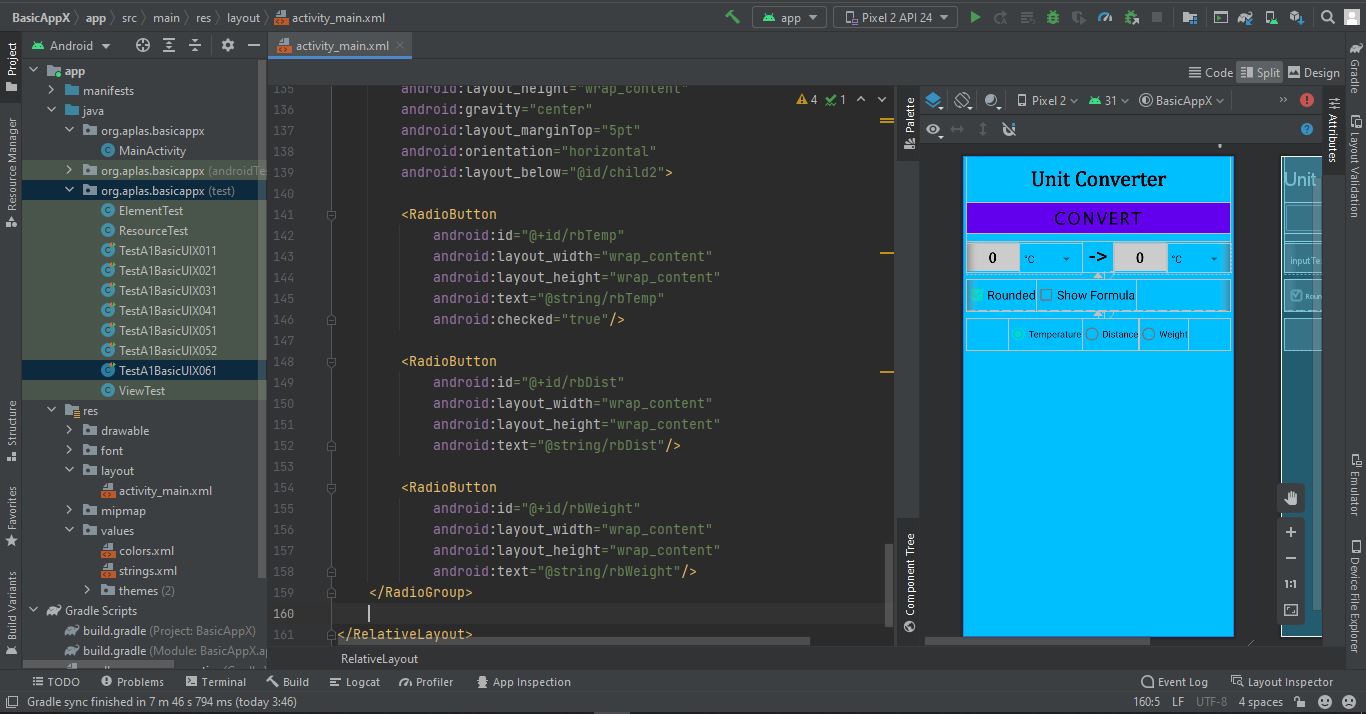 BasicAppX app src main res layout activity_main.xml
app Pixel 2 API 24
Project
Android
activity_main.xml
Code Split Design
app
manifests
java
org.aplas.basicappx
MainActivity
org.aplas.basicappx (androidTe
org.aplas.basicappx (test)
ElementTest
ResourceTest
TestA1BasicUIX011
TestA1BasicUIX021
TestA1BasicUIX031
TestA1BasicUIX041
TestA1BasicUIX051
TestA1BasicUIX052
TestA1BasicUIX061
ViewTest
res
drawable
font
layout
activity_main.xml
mipmap
values
colors.xml
strings.xml
themes (2)
Gradle Scripts
build.gradle (Project: BasicAppX)
build.gradle (Module: BasicAppX.ap
Resource Manager
Structure
Favorites
Build Variants
4 1
135 android:layout_height="wrap_content"
136 android:gravity="center"
137 android:layout_marginTop="5pt"
138 android:orientation="horizontal"
139 android:layout_below="@id/child2">
140
141 <RadioButton
142 android:id="@+id/rbTemp"
143 android:layout_width="wrap_content"
144 android:layout_height="wrap_content"
145 android:text="@string/rbTemp"
146 android:checked="true"/>
147
148 <RadioButton
149 android:id="@+id/rbDist"
150 android:layout_width="wrap_content"
151 android:layout_height="wrap_content"
152 android:text="@string/rbDist"/>
153
154 <RadioButton
155 android:id="@+id/rbWeight"
156 android:layout_width="wrap_content"
157 android:layout_height="wrap_content"
158 android:text="@string/rbWeight"/>
159 </RadioGroup>
160
161 </RelativeLayout>
RelativeLayout
Palette
Component Tree
Pixel 2 31 BasicAppX
Unit Converter
CONVERT
0 °C -> 0 °C
Rounded Show Formula
Temperature Distance Weight
Unit
inputTe
Roun
1:1
Gradle
Attributes
Layout Validation
Emulator
Device File Explorer
TODO Problems Terminal Build Logcat Profiler App Inspection Event Log Layout Inspector
Gradle sync finished in 7 m 46 s 794 ms (today 3:46) 160:5 LF UTF-8 4 spaces